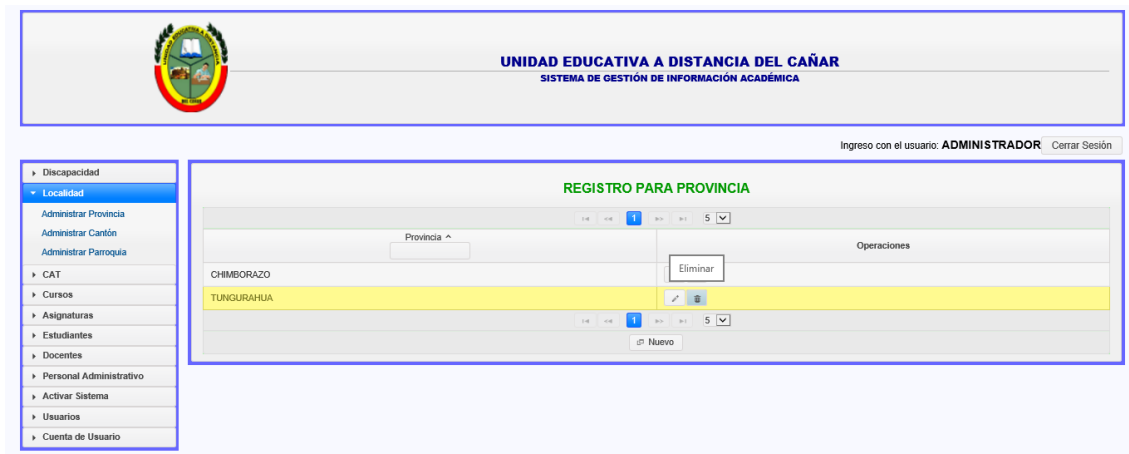 UNIDAD EDUCATIVA A DISTANCIA DEL CAÑAR
SISTEMA DE GESTIÓN DE INFORMACIÓN ACADÉMICA
Ingreso con el usuario: ADMINISTRADOR Cerrar Sesión
Discapacidad
Localidad
Administrar Provincia
Administrar Cantón
Administrar Parroquia
CAT
Cursos
Asignaturas
Estudiantes
Docentes
Personal Administrativo
Activar Sistema
Usuarios
Cuenta de Usuario
REGISTRO PARA PROVINCIA
1 5
Provincia
Operaciones
Eliminar
CHIMBORAZO
TUNGURAHUA
1 5
Nuevo